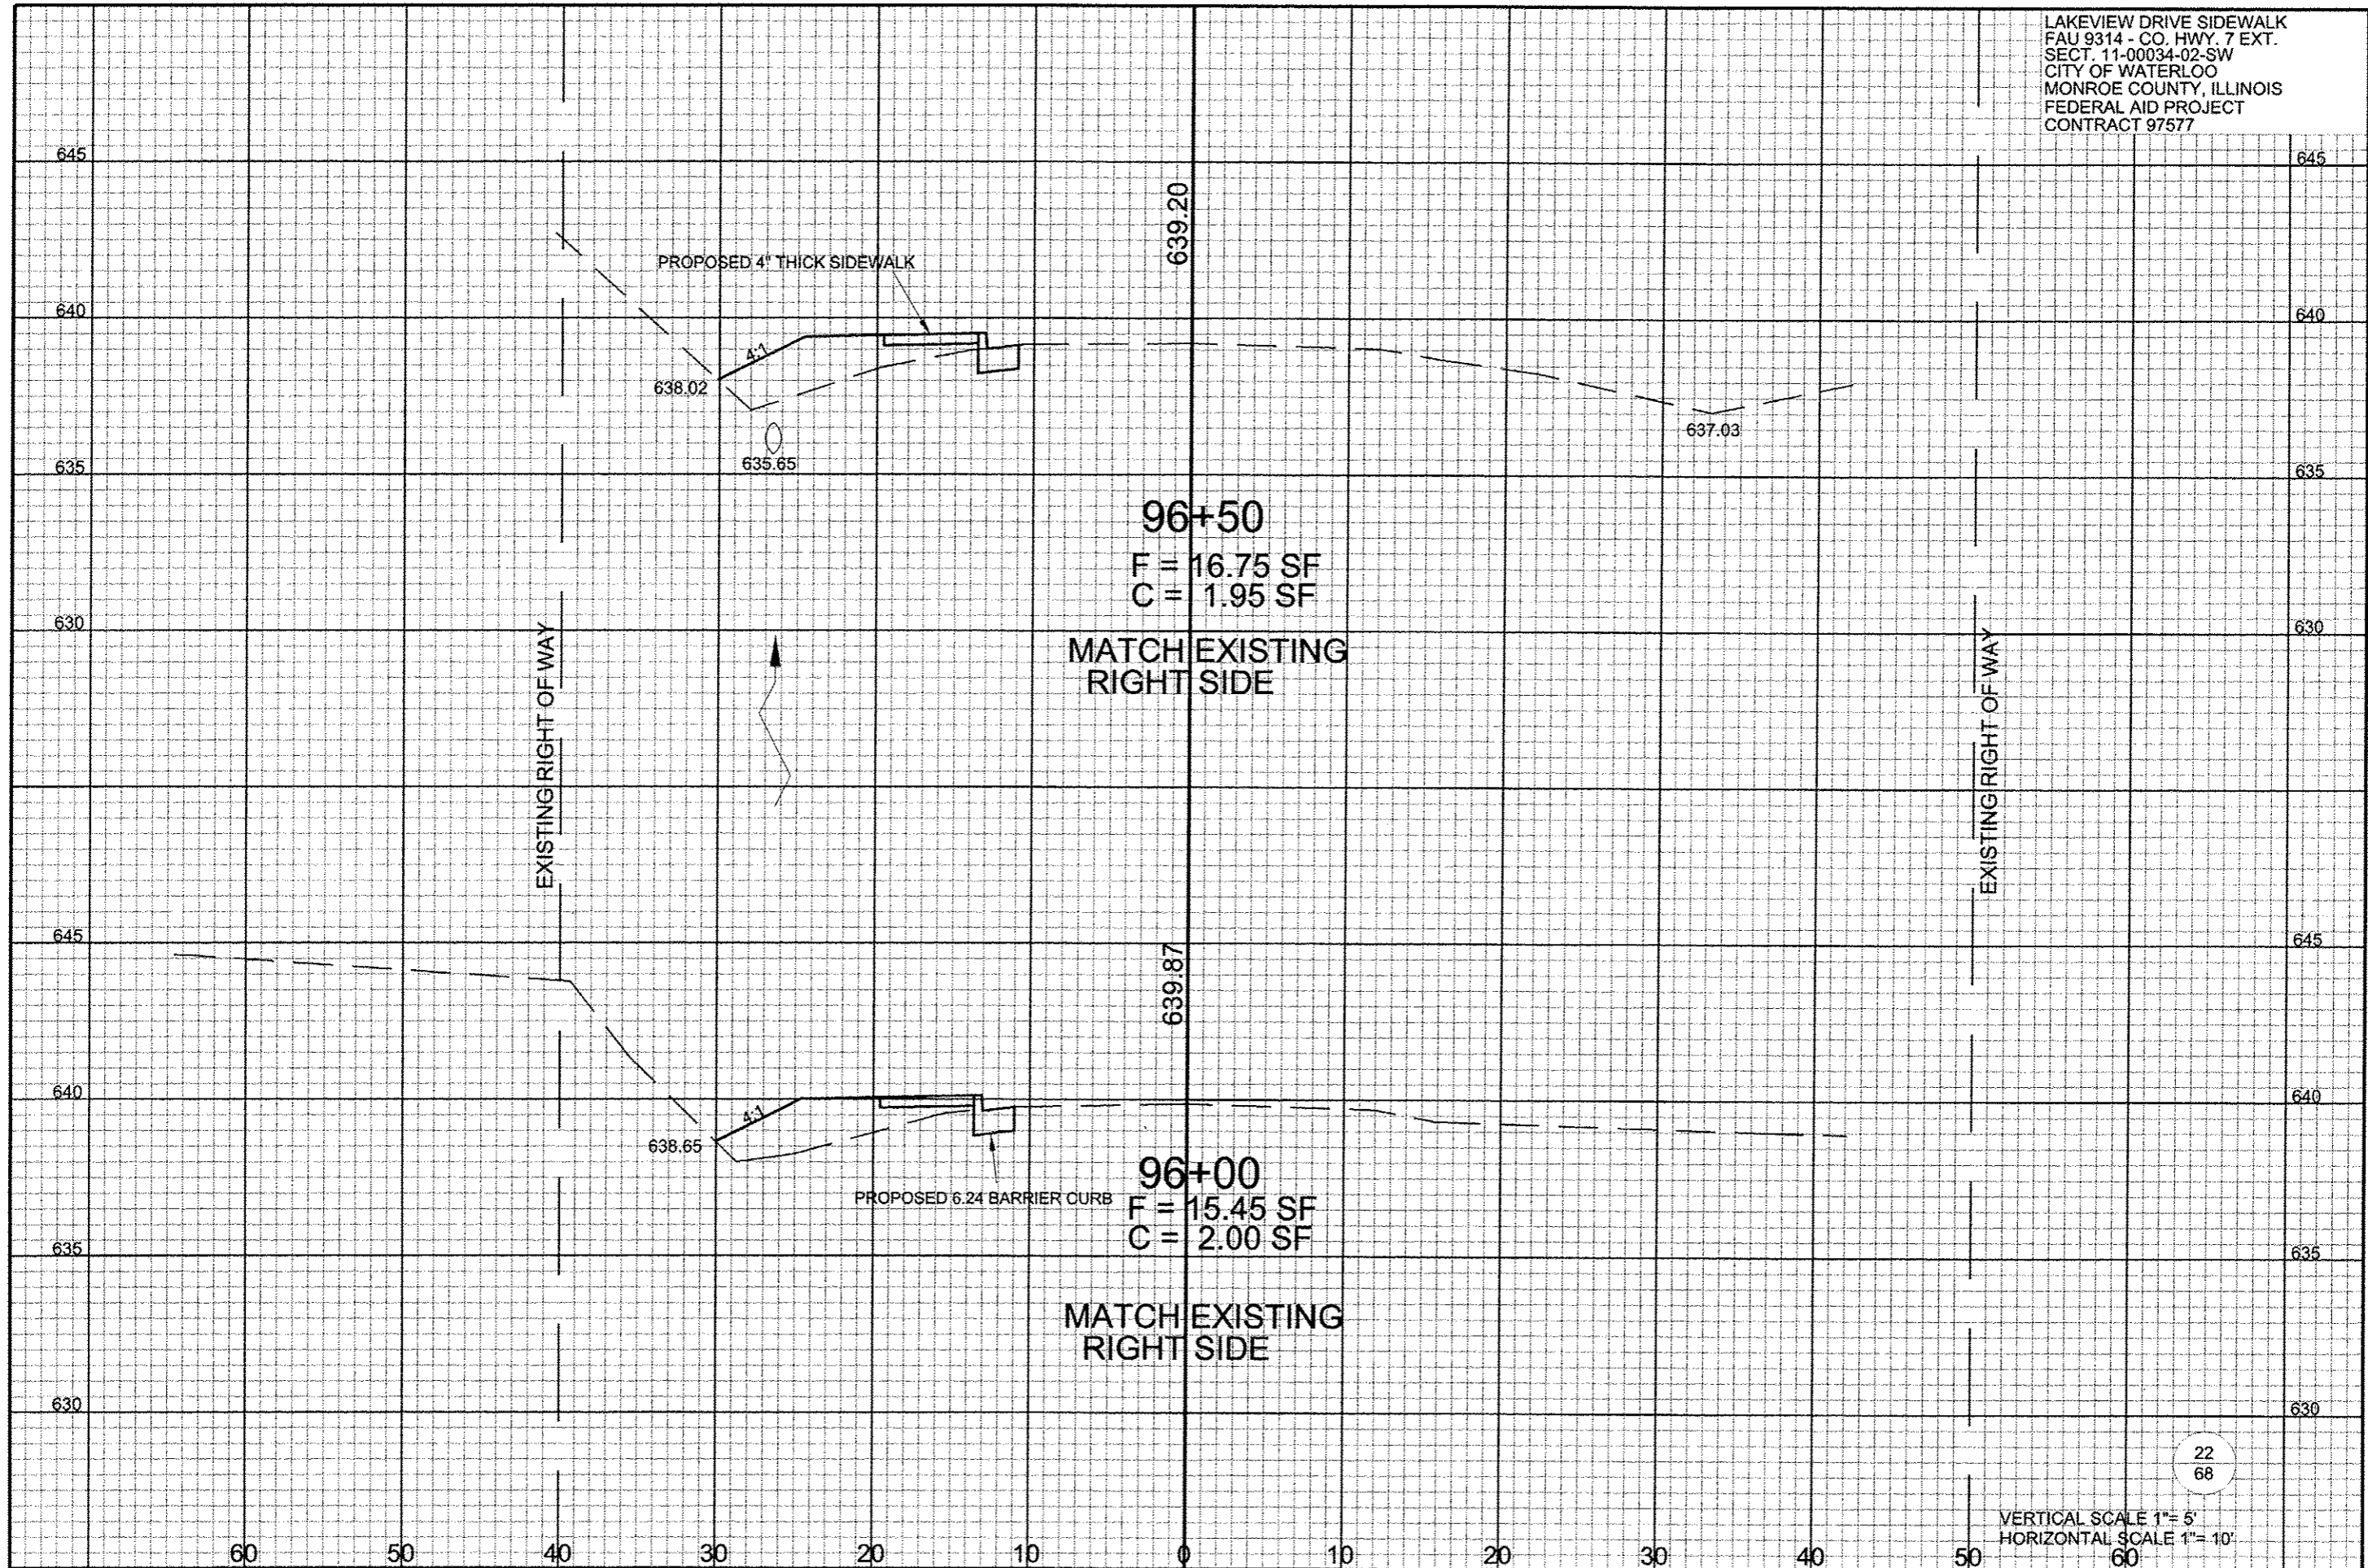 LAKEVIEW DRIVE SIDEWALK
FAU 9314 - CO. HWY. 7 EXT.
SECT. 11-00034-02-SW
CITY OF WATERLOO
MONROE COUNTY, ILLINOIS
FEDERAL AID PROJECT
CONTRACT 97577
645
645
639.20
PROPOSED 4" THICK SIDEWALK
640
640
4:1
638.02
637.03
635.65
635
635
96+50
F = 16.75 SF
C = 1.95 SF
630
630
MATCH EXISTING
RIGHT SIDE
EXISTING RIGHT OF WAY
EXISTING RIGHT OF WAY
645
645
639.87
640
640
4:1
638.65
96+00
PROPOSED 6.24 BARRIER CURB
F = 15.45 SF
C = 2.00 SF
635
635
MATCH EXISTING
RIGHT SIDE
630
630
22
68
VERTICAL SCALE 1"= 5'
HORIZONTAL SCALE 1"= 10'
60 50 40 30 20 10 0 10 20 30 40 50 60